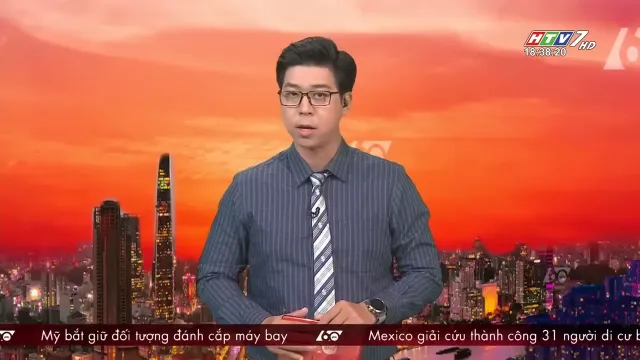 HTV7 HD
18:38:20
60
Mỹ bắt giữ đối tượng đánh cắp máy bay 60 Mexico giải cứu thành công 31 người di cư b